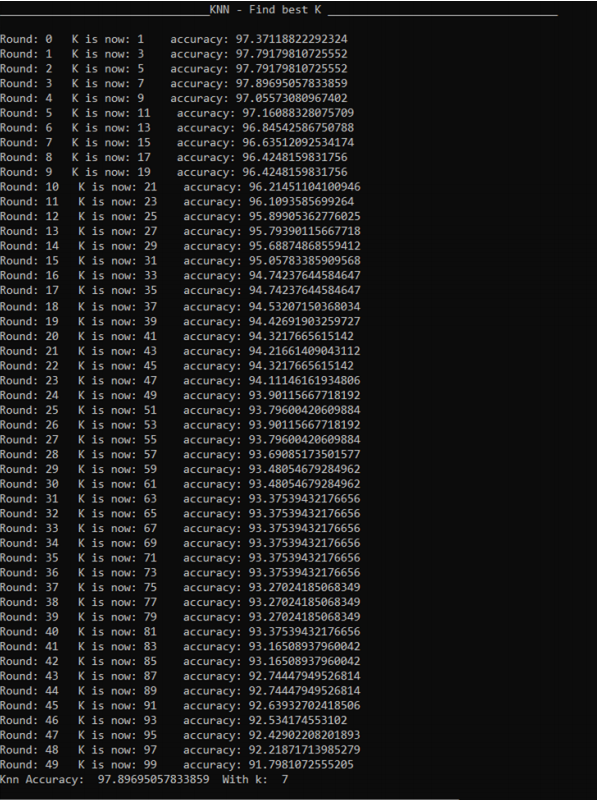 KNN - Find best K
Round: 0 K is now: 1 accuracy: 97.37118822292324
Round: 1 K is now: 3 accuracy: 97.79179810725552
Round: 2 K is now: 5 accuracy: 97.79179810725552
Round: 3 K is now: 7 accuracy: 97.89695057833859
Round: 4 K is now: 9 accuracy: 97.05573080967402
Round: 5 K is now: 11 accuracy: 97.16088328075709
Round: 6 K is now: 13 accuracy: 96.84542586750788
Round: 7 K is now: 15 accuracy: 96.63512092534174
Round: 8 K is now: 17 accuracy: 96.4248159831756
Round: 9 K is now: 19 accuracy: 96.4248159831756
Round: 10 K is now: 21 accuracy: 96.21451104100946
Round: 11 K is now: 23 accuracy: 96.1093585699264
Round: 12 K is now: 25 accuracy: 95.89905362776025
Round: 13 K is now: 27 accuracy: 95.79390115667718
Round: 14 K is now: 29 accuracy: 95.68874868559412
Round: 15 K is now: 31 accuracy: 95.05783385909568
Round: 16 K is now: 33 accuracy: 94.74237644584647
Round: 17 K is now: 35 accuracy: 94.74237644584647
Round: 18 K is now: 37 accuracy: 94.53207150368034
Round: 19 K is now: 39 accuracy: 94.42691903259727
Round: 20 K is now: 41 accuracy: 94.3217665615142
Round: 21 K is now: 43 accuracy: 94.21661409043112
Round: 22 K is now: 45 accuracy: 94.3217665615142
Round: 23 K is now: 47 accuracy: 94.11146161934806
Round: 24 K is now: 49 accuracy: 93.90115667718192
Round: 25 K is now: 51 accuracy: 93.79600420609884
Round: 26 K is now: 53 accuracy: 93.90115667718192
Round: 27 K is now: 55 accuracy: 93.79600420609884
Round: 28 K is now: 57 accuracy: 93.69085173501577
Round: 29 K is now: 59 accuracy: 93.48054679284962
Round: 30 K is now: 61 accuracy: 93.48054679284962
Round: 31 K is now: 63 accuracy: 93.37539432176656
Round: 32 K is now: 65 accuracy: 93.37539432176656
Round: 33 K is now: 67 accuracy: 93.37539432176656
Round: 34 K is now: 69 accuracy: 93.37539432176656
Round: 35 K is now: 71 accuracy: 93.37539432176656
Round: 36 K is now: 73 accuracy: 93.37539432176656
Round: 37 K is now: 75 accuracy: 93.27024185068349
Round: 38 K is now: 77 accuracy: 93.27024185068349
Round: 39 K is now: 79 accuracy: 93.27024185068349
Round: 40 K is now: 81 accuracy: 93.37539432176656
Round: 41 K is now: 83 accuracy: 93.16508937960042
Round: 42 K is now: 85 accuracy: 93.16508937960042
Round: 43 K is now: 87 accuracy: 92.74447949526814
Round: 44 K is now: 89 accuracy: 92.74447949526814
Round: 45 K is now: 91 accuracy: 92.63932702418506
Round: 46 K is now: 93 accuracy: 92.534174553102
Round: 47 K is now: 95 accuracy: 92.42902208201893
Round: 48 K is now: 97 accuracy: 92.21871713985279
Round: 49 K is now: 99 accuracy: 91.7981072555205
Knn Accuracy: 97.89695057833859 With k: 7